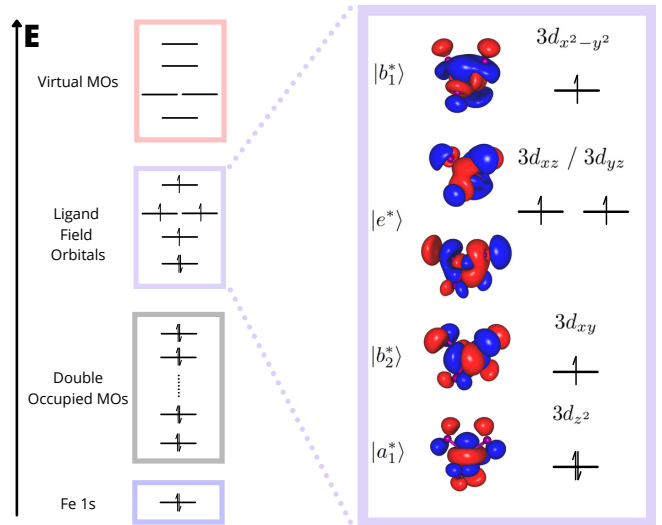 E
Virtual MOs
Ligand
Field
Orbitals
Double
Occupied MOs
Fe 1s
|b₁*⟩
3d_{x²−y²}
|e*⟩
3d_{xz} / 3d_{yz}
|b₂*⟩
3d_{xy}
|a₁*⟩
3d_{z²}